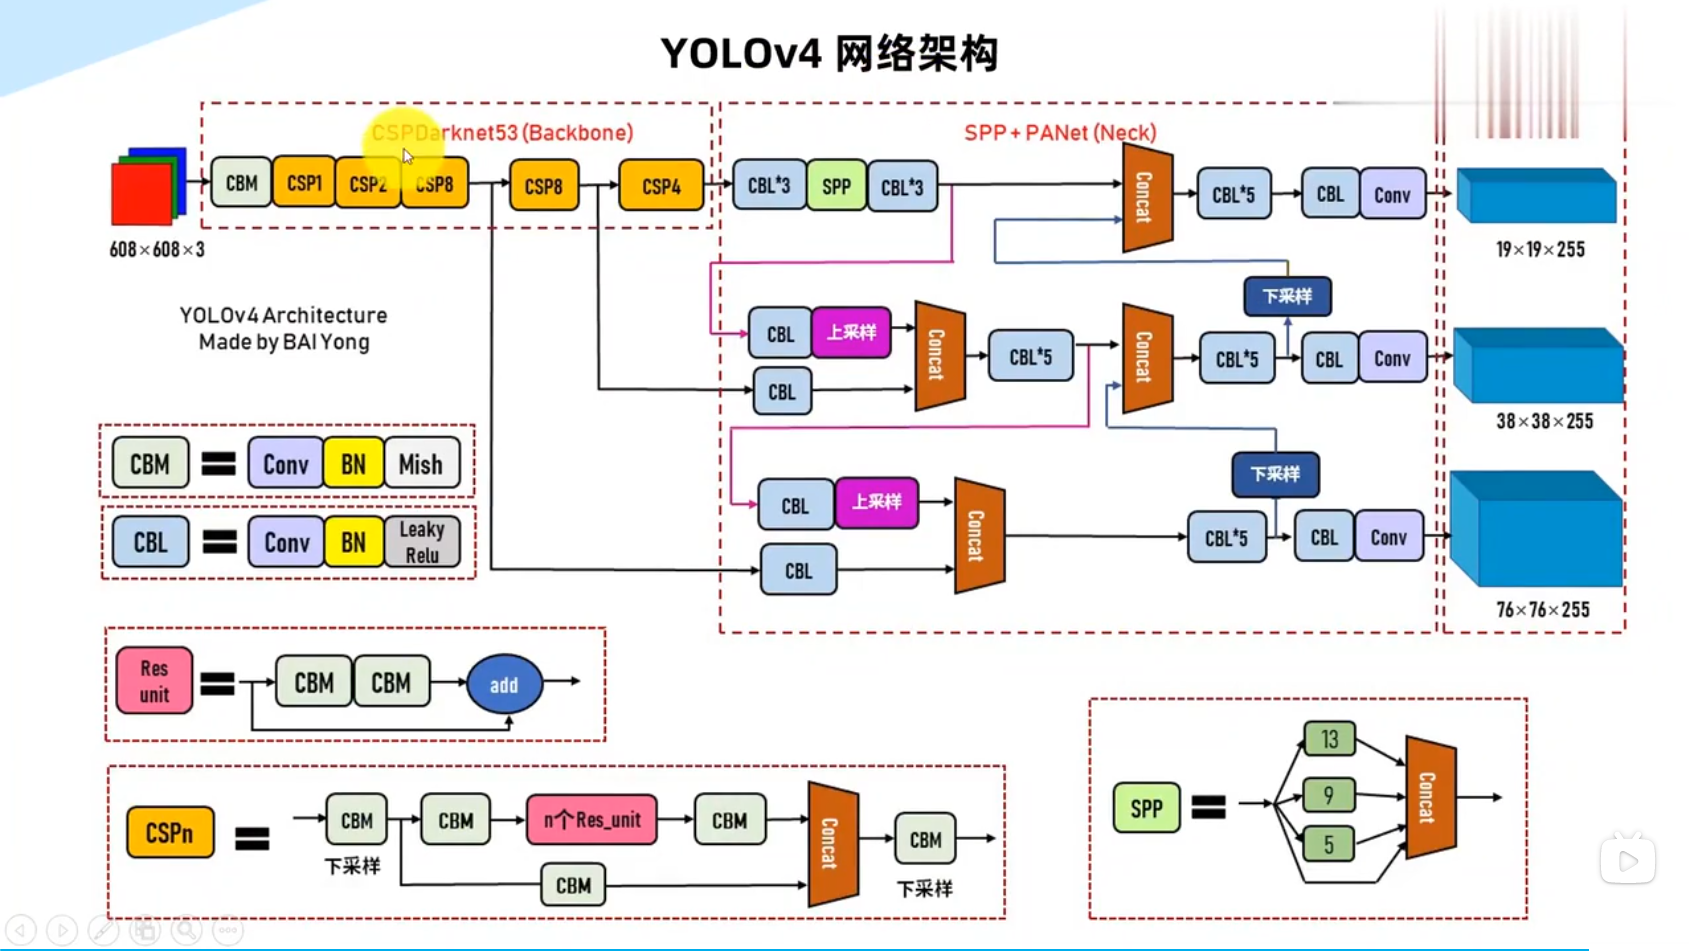 YOLOv4 网络架构
CSPDarknet53 (Backbone)
SPP + PANet (Neck)
CBM
CSP1
CSP2
CSP8
CSP8
CSP4
CBL*3
SPP
CBL*3
Concat
CBL*5
CBL
Conv
608×608×3
19×19×255
下采样
YOLOv4 Architecture
Made by BAI Yong
CBL
上采样
CBL
Concat
CBL*5
Concat
CBL*5
CBL
Conv
38×38×255
下采样
CBL
上采样
CBL
Concat
CBL*5
CBL
Conv
76×76×255
CBM
Conv
BN
Mish
CBL
Conv
BN
Leaky
Relu
Res
unit
CBM
CBM
add
CSPn
CBM
下采样
CBM
n个Res_unit
CBM
CBM
Concat
CBM
下采样
SPP
13
9
5
Concat